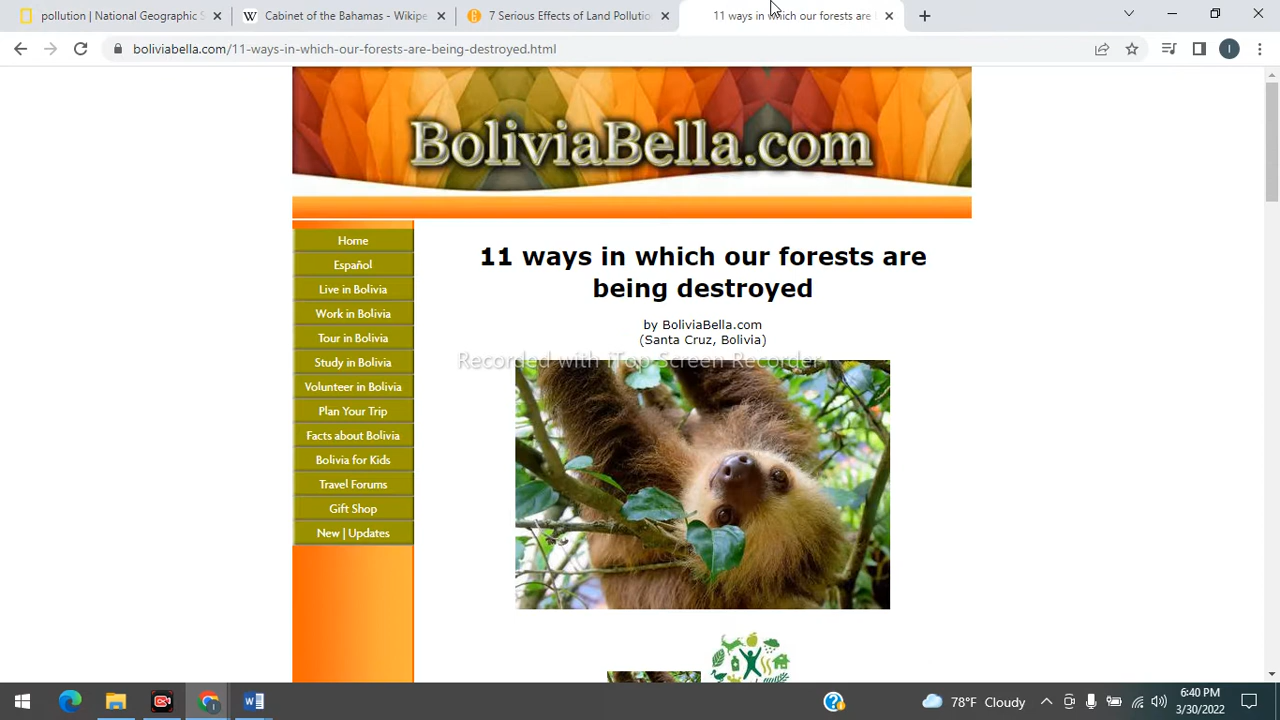 pollution | National Geographic S
Cabinet of the Bahamas - Wikipe
7 Serious Effects of Land Pollutio
11 ways in which our forests are
boliviabella.com/11-ways-in-which-our-forests-are-being-destroyed.html
I
BoliviaBella.com
Home
Español
Live in Bolivia
Work in Bolivia
Tour in Bolivia
Study in Bolivia
Volunteer in Bolivia
Plan Your Trip
Facts about Bolivia
Bolivia for Kids
Travel Forums
Gift Shop
New | Updates
11 ways in which our forests are
being destroyed
by BoliviaBella.com
(Santa Cruz, Bolivia)
Recorded with iTop Screen Recorder
78°F Cloudy
6:40 PM
3/30/2022